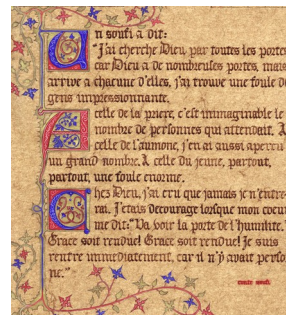 Un soufi a dit:
"J'ai cherché Dieu, par toutes les portes
car Dieu a de nombreuses portes, mais
arrivé à chacune d'elles, j'ai trouvé une foule de
gens impressionnante.
A celle de la prière, c'est inimaginable le
nombre de personnes qui attendait. A
celle de l'aumône, j'en ai aussi aperçu
un grand nombre. A celle du jeûne, partout,
partout, une foule énorme.
Chez Dieu, j'ai cru que jamais je n'entre-
rai. J'étais découragé lorsque mon coeur
me dit: "Va voir la porte de l'humilité."
Grâce soit rendue! Grâce soit rendue! Je suis
rentré immédiatement, car il n'y avait person
ne."
conte soufi